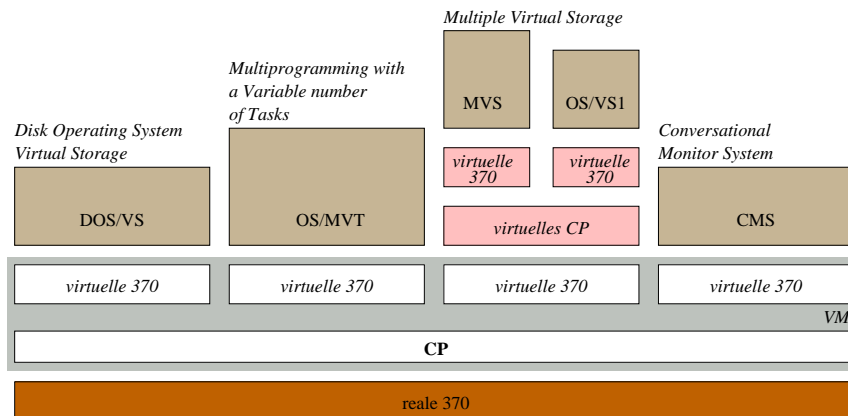 Multiple Virtual Storage
Multiprogramming with
a Variable number
of Tasks
MVS
OS/VS1
Disk Operating System
Virtual Storage
Conversational
Monitor System
virtuelle
370
virtuelle
370
DOS/VS
OS/MVT
virtuelles CP
CMS
virtuelle 370
virtuelle 370
virtuelle 370
virtuelle 370
VM
CP
reale 370